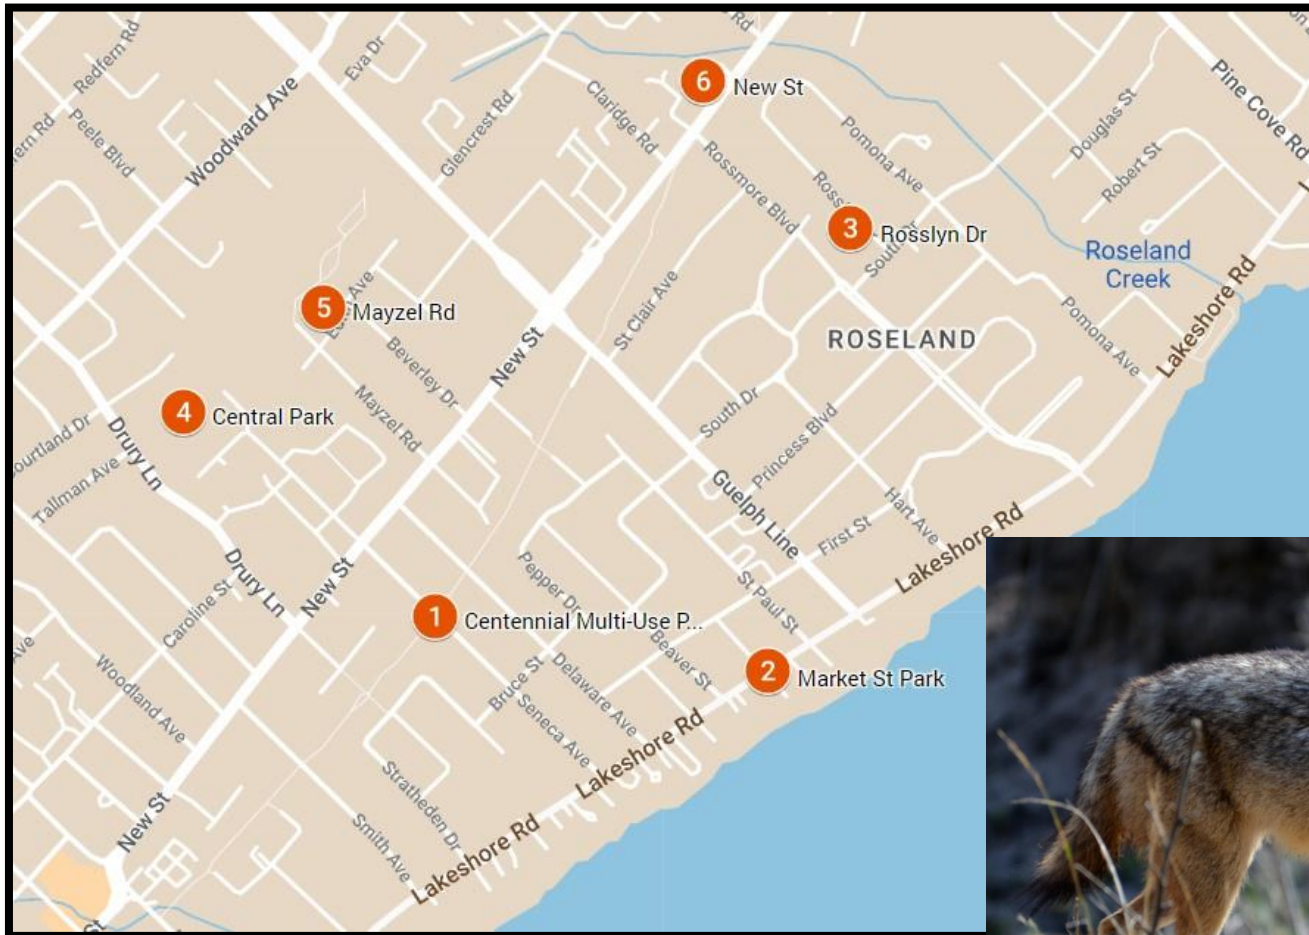 Redfern Rd
Eva Dr
Rd
6
New St
Pine Cove Rd
Peele Blvd
Woodward Ave
Glencrest Rd
Claridge Rd
Rossmore Blvd
Pomona Ave
Douglas St
Robert St
3
Rosslyn Dr
South Dr
Roseland
Creek
5
Mayzel Rd
Beverley Dr
New St
St Clair Ave
ROSELAND
Pomona Ave
Lakeshore Rd
4
Central Park
Drury Ln
Tallman Ave
Mayzel Rd
South Dr
Princess Blvd
Guelph Line
First St
Hart Ave
Lakeshore Rd
Caroline St
Drury Ln
New St
1
Centennial Multi-Use P...
Pepper Dr
St Paul St
Beaver St
2
Market St Park
Woodland Ave
Bruce St
Delaware Ave
Seneca Ave
Lakeshore Rd
Stratheden Dr
Smith Ave
Lakeshore Rd
New St
St